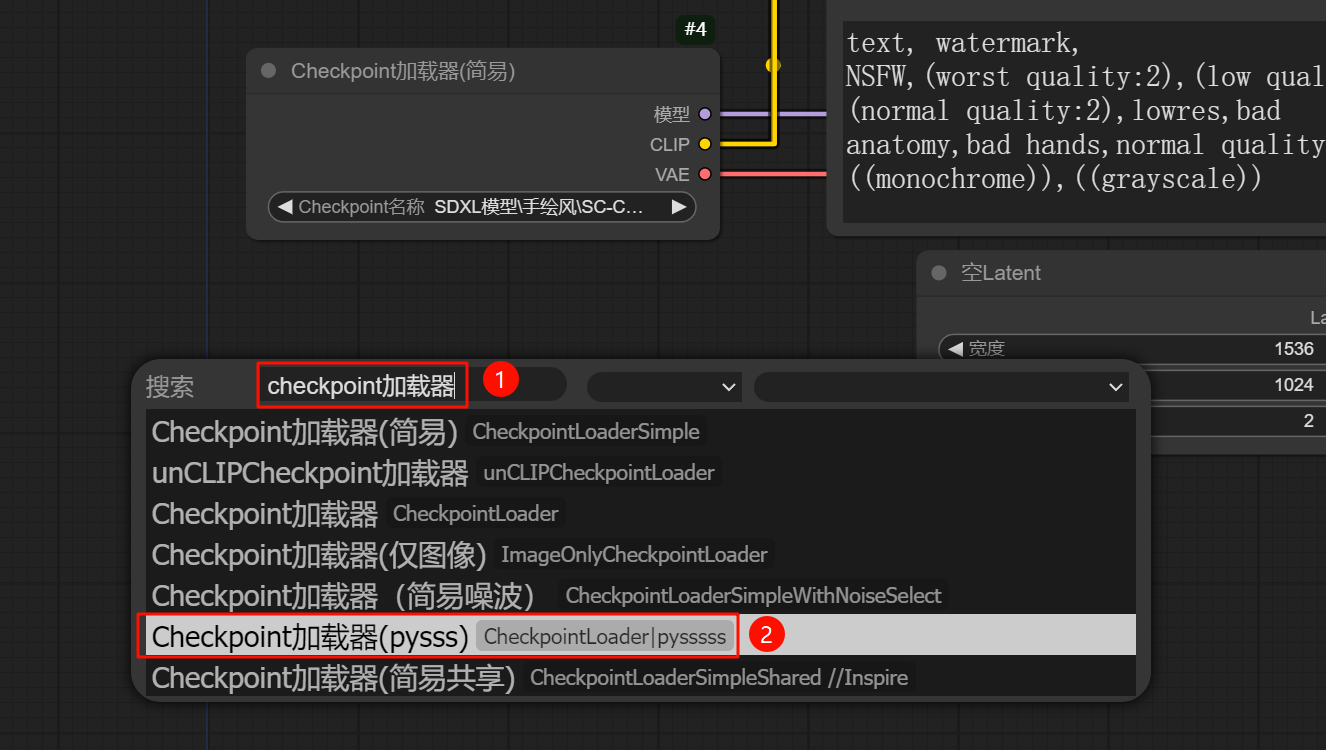 #4
Checkpoint加载器(简易)
模型
CLIP
VAE
Checkpoint名称 SDXL模型\手绘风\SC-C...
text, watermark,
NSFW,(worst quality:2),(low qual
(normal quality:2),lowres,bad
anatomy,bad hands,normal quality
((monochrome)),((grayscale))
空Latent
La
宽度 1536
1024
2
搜索 checkpoint加载器 1
Checkpoint加载器(简易) CheckpointLoaderSimple
unCLIPCheckpoint加载器 unCLIPCheckpointLoader
Checkpoint加载器 CheckpointLoader
Checkpoint加载器(仅图像) ImageOnlyCheckpointLoader
Checkpoint加载器（简易噪波） CheckpointLoaderSimpleWithNoiseSelect
Checkpoint加载器(pysss) CheckpointLoader|pysssss 2
Checkpoint加载器(简易共享) CheckpointLoaderSimpleShared //Inspire